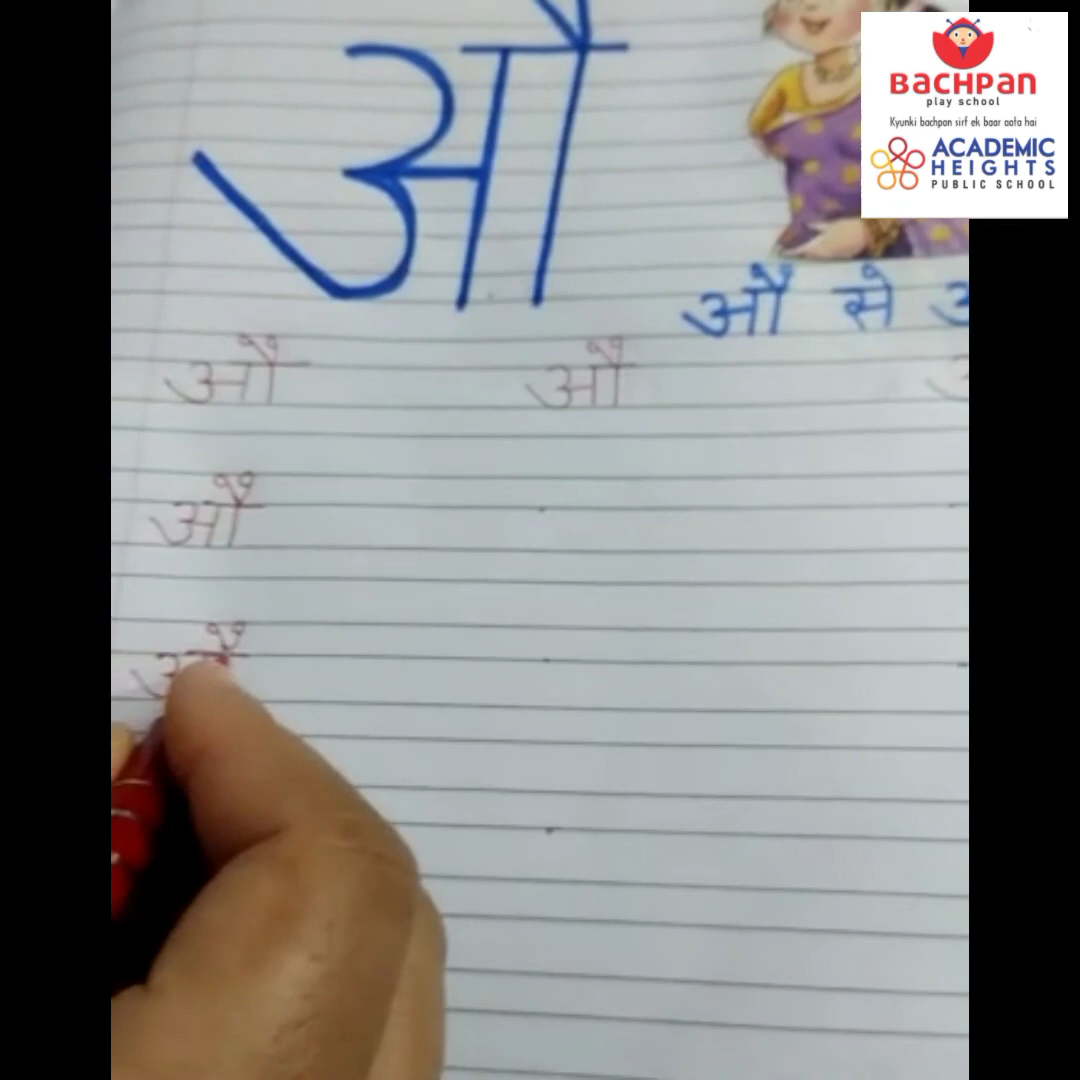 औ
BACHPAN
play school
Kyunki bachpan sirf ek baar aata hai
ACADEMIC
HEIGHTS
PUBLIC SCHOOL
औ से
औ औ
औ
औ